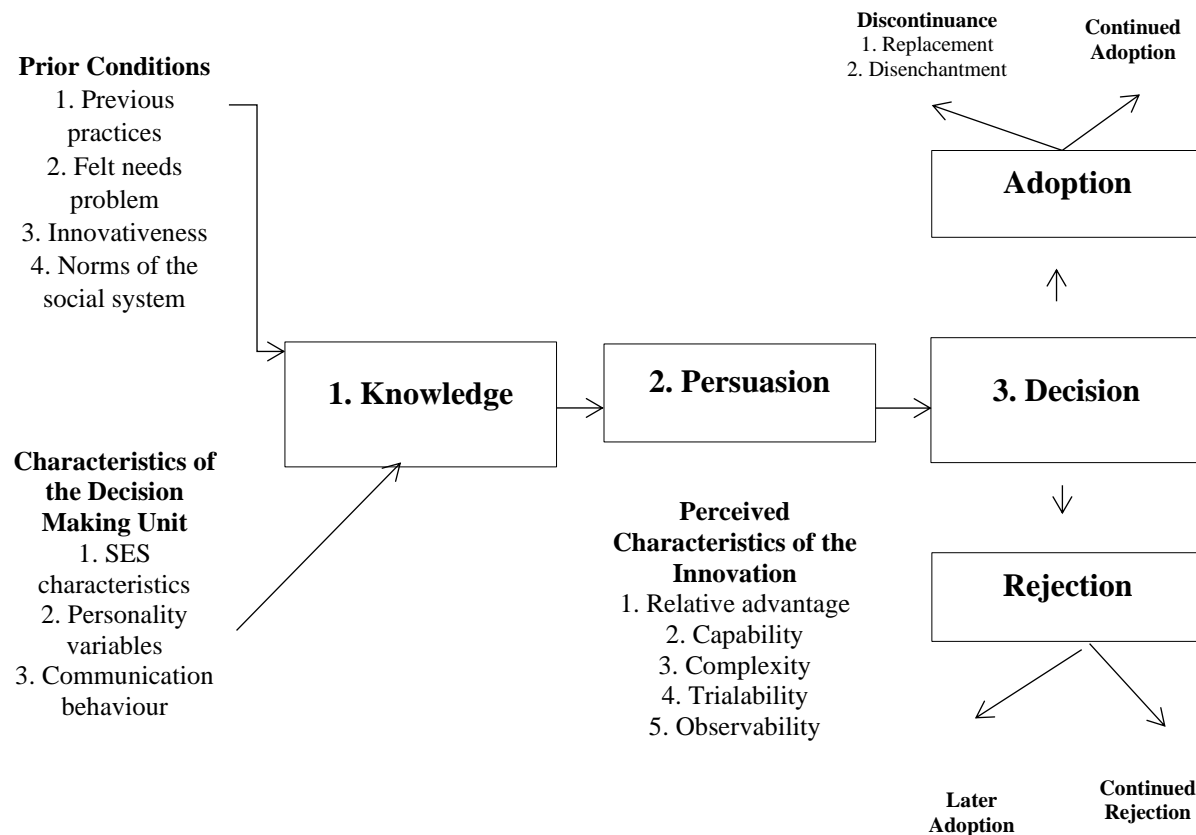 Prior Conditions
1. Previous
practices
2. Felt needs
problem
3. Innovativeness
4. Norms of the
social system
Characteristics of
the Decision
Making Unit
1. SES
characteristics
2. Personality
variables
3. Communication
behaviour
1. Knowledge
2. Persuasion
Perceived
Characteristics of the
Innovation
1. Relative advantage
2. Capability
3. Complexity
4. Trialability
5. Observability
3. Decision
Discontinuance
1. Replacement
2. Disenchantment
Continued
Adoption
Adoption
Rejection
Later
Adoption
Continued
Rejection